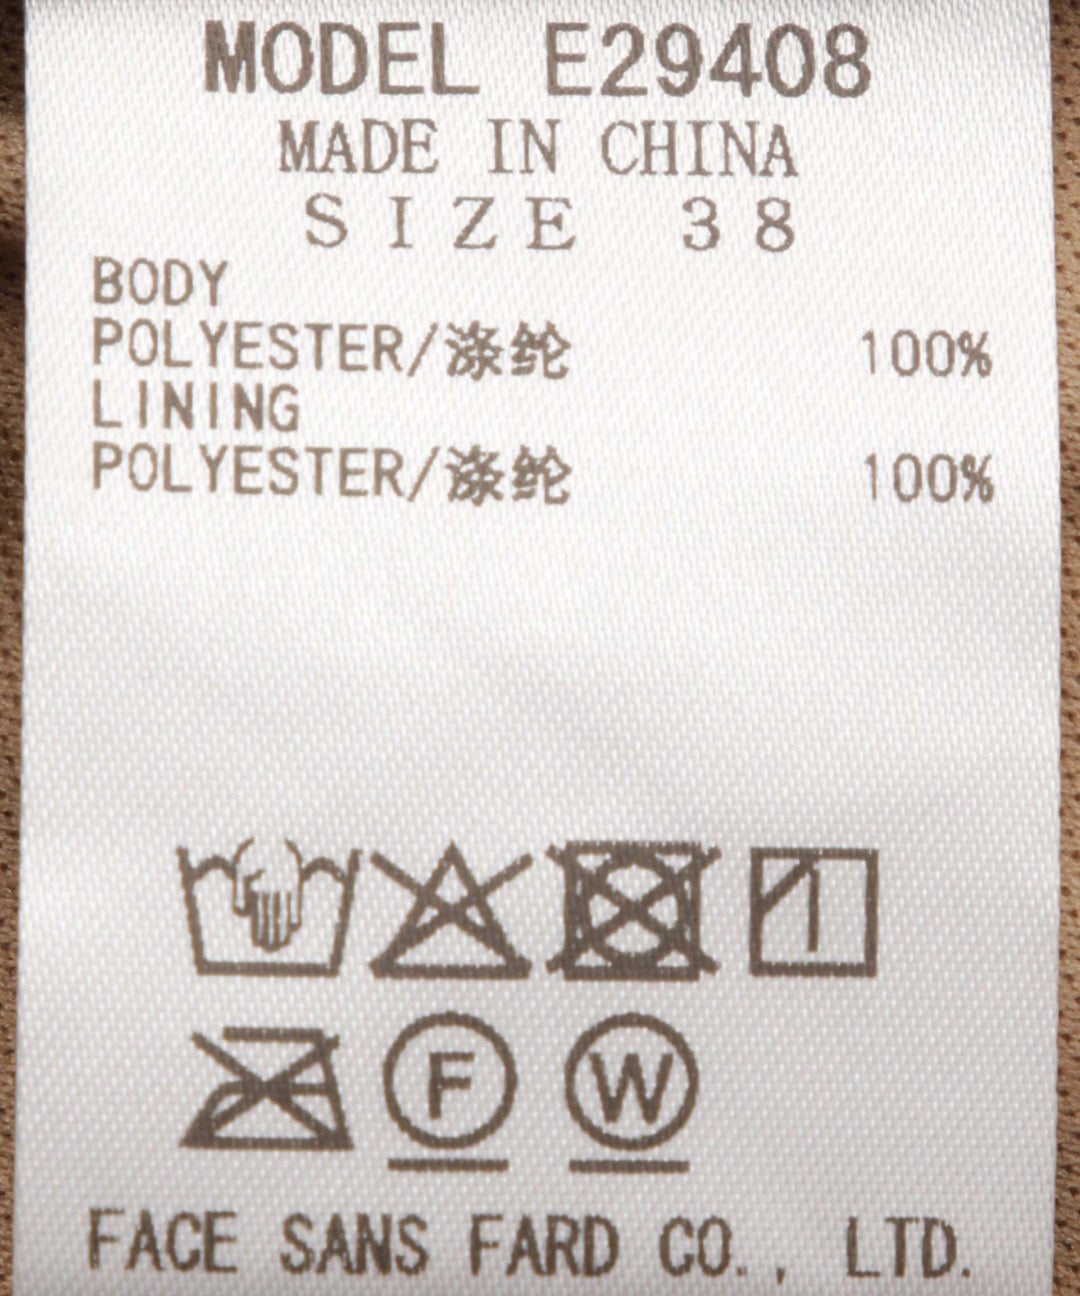 MODEL E29408
MADE IN CHINA
SIZE 38
BODY
POLYESTER/涤纶 100%
LINING
POLYESTER/涤纶 100%
F W
FACE SANS FARD CO., LTD.